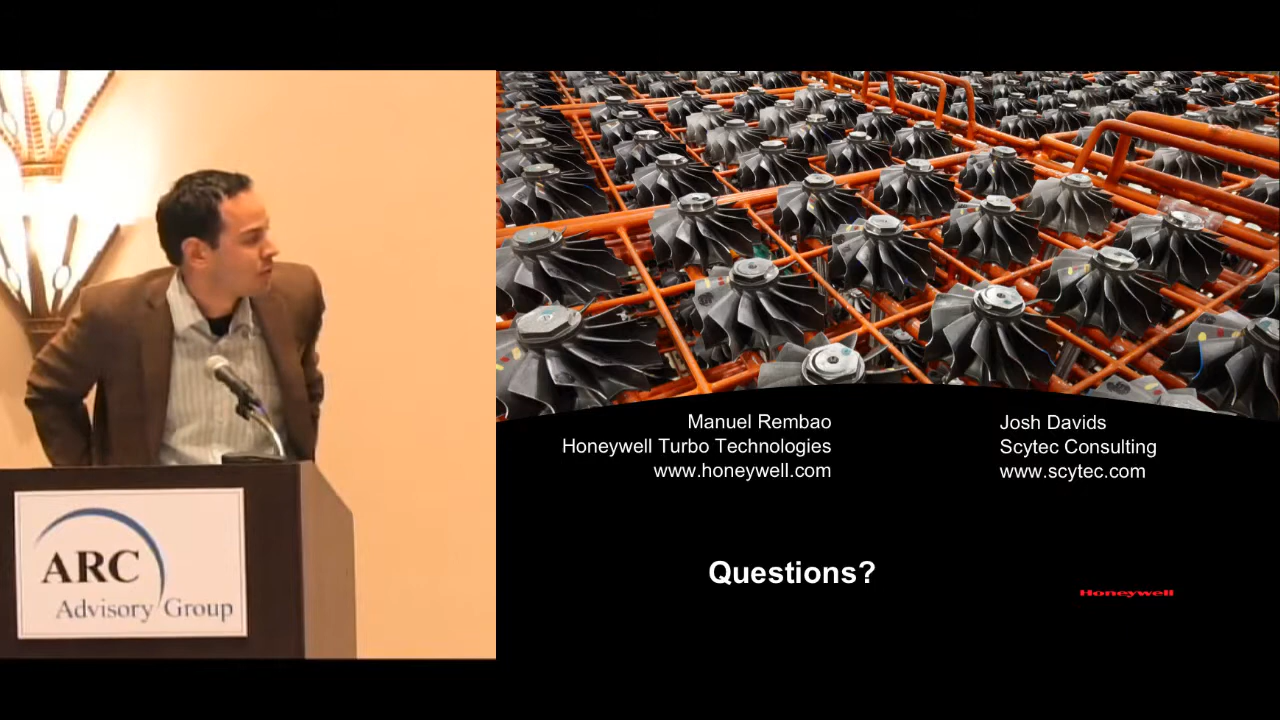 Manuel Rembao
Honeywell Turbo Technologies
www.honeywell.com
Josh Davids
Scytec Consulting
www.scytec.com
Questions?
Honeywell
ARC
Advisory Group